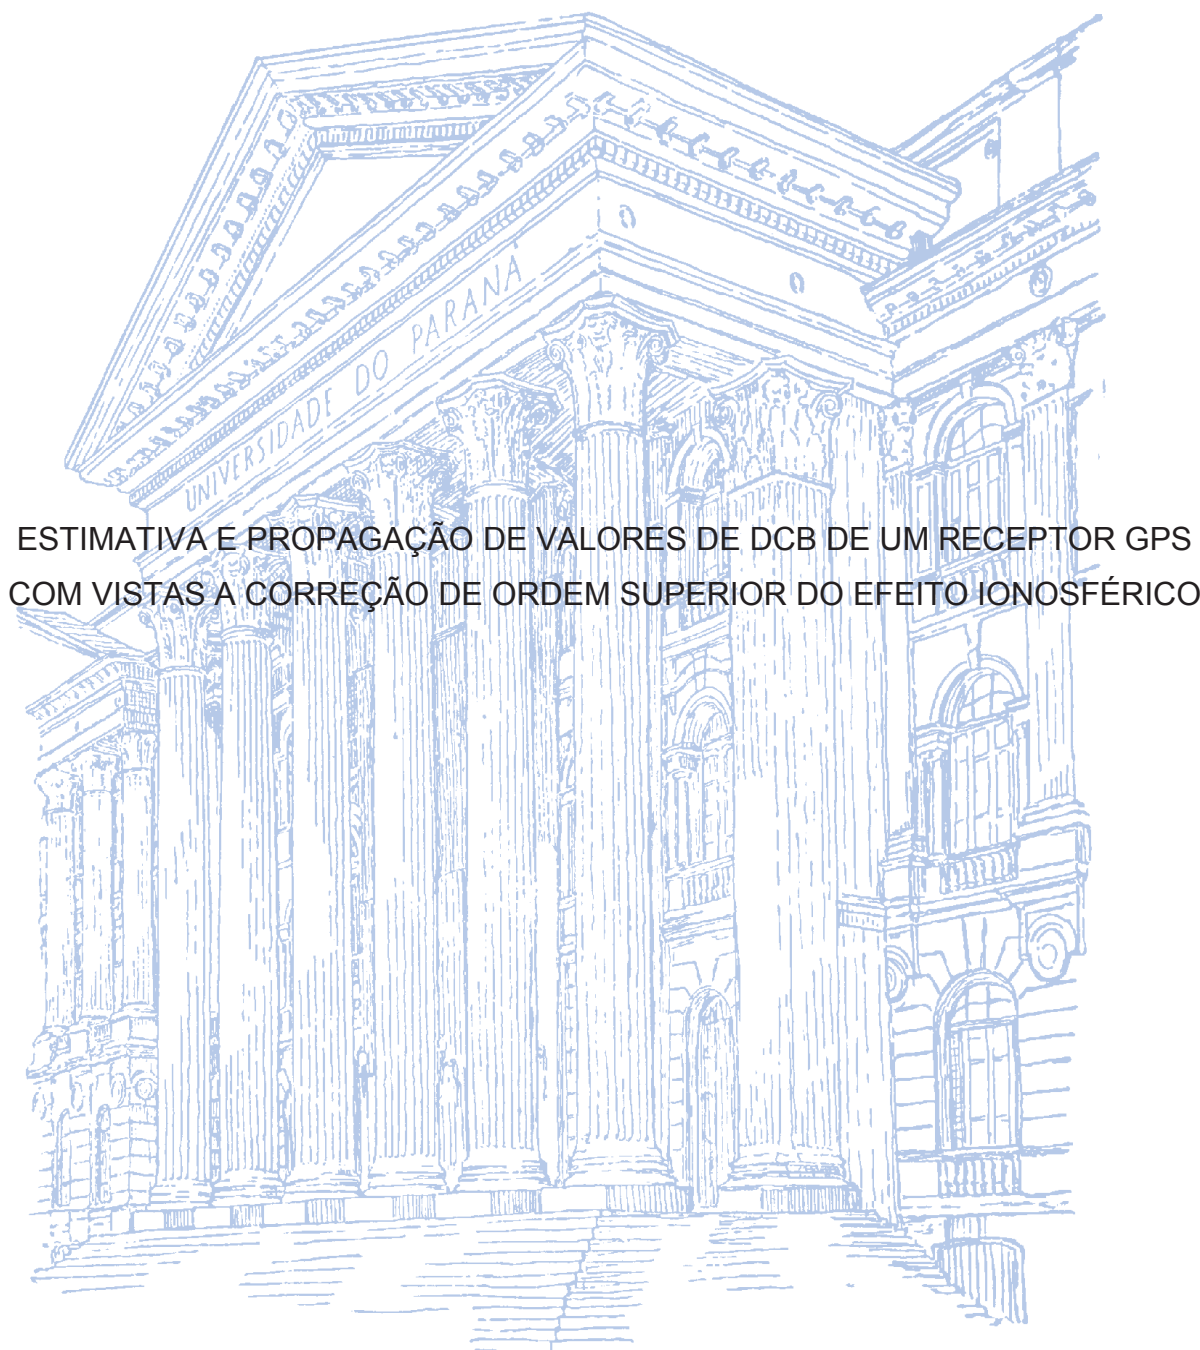 UNIVERSIDADE DO PARANÁ
ESTIMATIVA E PROPAGAÇÃO DE VALORES DE DCB DE UM RECEPTOR GPS
COM VISTAS A CORREÇÃO DE ORDEM SUPERIOR DO EFEITO IONOSFÉRICO